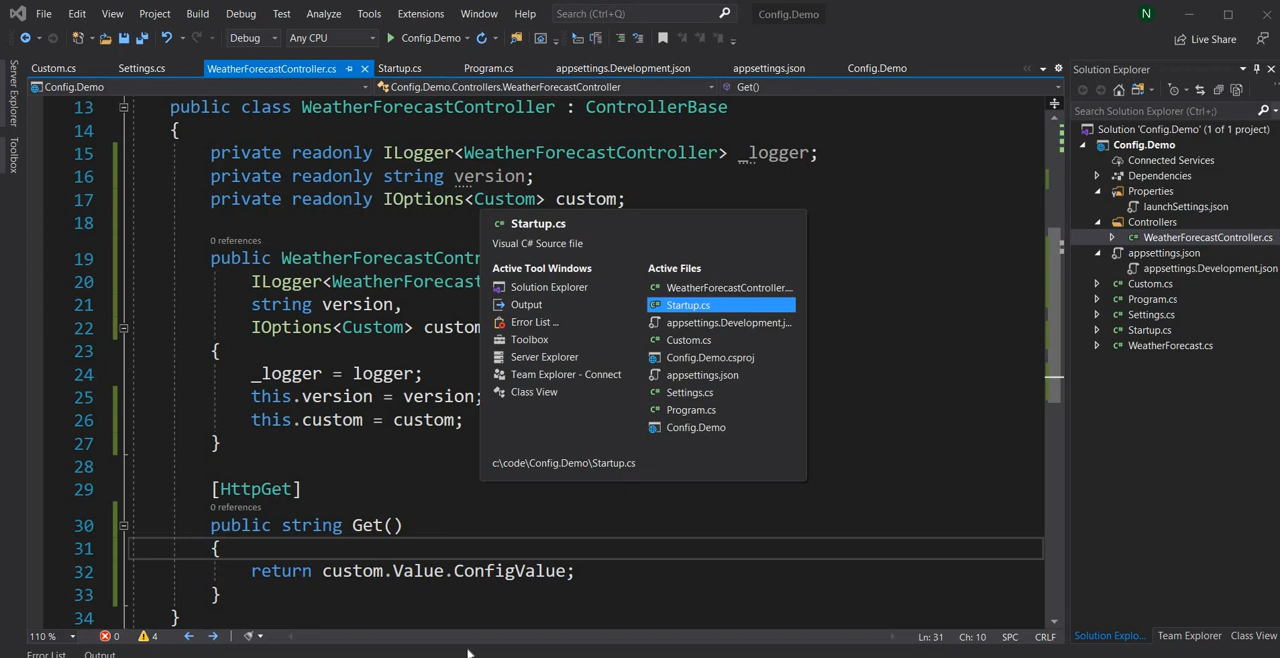 File Edit View Project Build Debug Test Analyze Tools Extensions Window Help Search (Ctrl+Q) Config.Demo N
Debug Any CPU Config.Demo Live Share
Server Explorer
Toolbox
Custom.cs Settings.cs WeatherForecastController.cs Startup.cs Program.cs appsettings.Development.json appsettings.json Config.Demo
Config.Demo Config.Demo.Controllers.WeatherForecastController Get()
13 public class WeatherForecastController : ControllerBase
14 {
15 private readonly ILogger<WeatherForecastController> _logger;
16 private readonly string version;
17 private readonly IOptions<Custom> custom;
18
0 references
19 public WeatherForecastContr
20 ILogger<WeatherForecast
21 string version,
22 IOptions<Custom> custom
23 {
24 _logger = logger;
25 this.version = version;
26 this.custom = custom;
27 }
28
29 [HttpGet]
0 references
30 public string Get()
31 {
32 return custom.Value.ConfigValue;
33 }
34 }
Startup.cs
Visual C# Source file
Active Tool Windows
Solution Explorer
Output
Error List ...
Toolbox
Server Explorer
Team Explorer - Connect
Class View
Active Files
WeatherForecastController....
Startup.cs
appsettings.Development.j...
Custom.cs
Config.Demo.csproj
appsettings.json
Settings.cs
Program.cs
Config.Demo
c:\code\Config.Demo\Startup.cs
Solution Explorer
Search Solution Explorer (Ctrl+;)
Solution 'Config.Demo' (1 of 1 project)
Config.Demo
Connected Services
Dependencies
Properties
launchSettings.json
Controllers
WeatherForecastController.cs
appsettings.json
appsettings.Development.json
Custom.cs
Program.cs
Settings.cs
Startup.cs
WeatherForecast.cs
110 % 0 4 Ln: 31 Ch: 10 SPC CRLF
Solution Explo... Team Explorer Class View
Error List Output